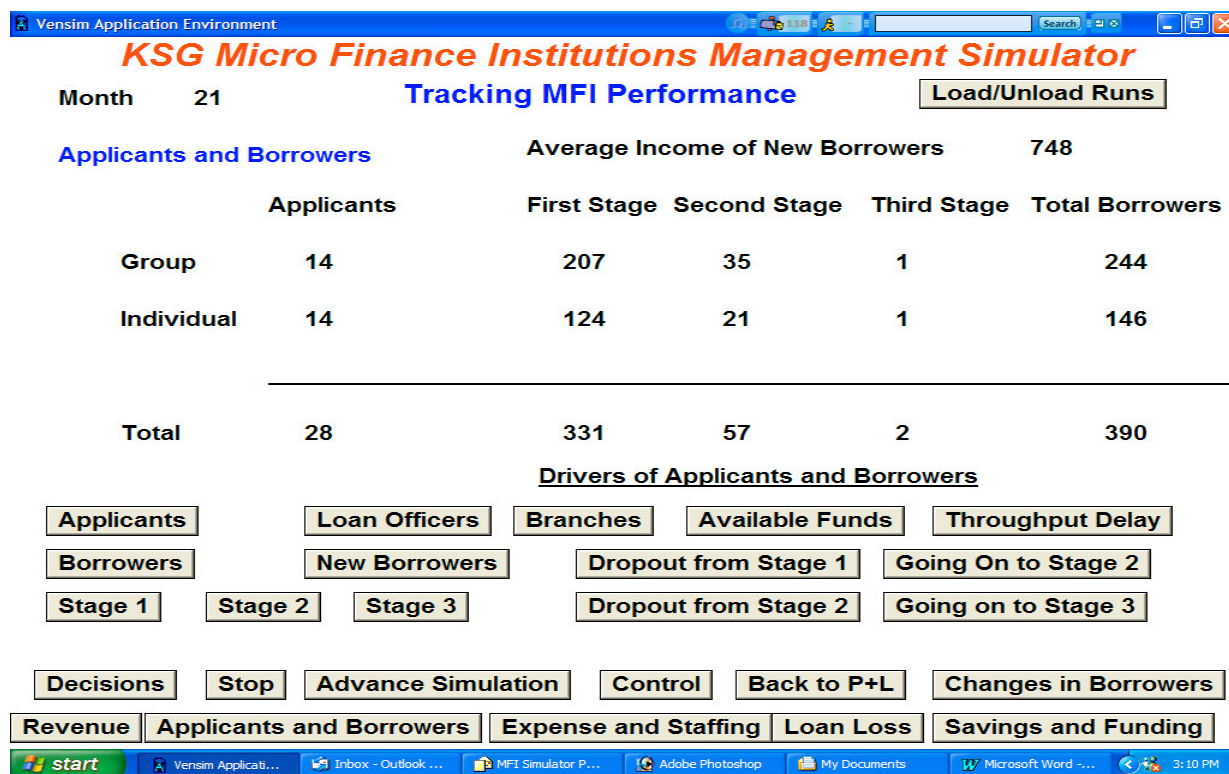 Vensim Application Environment 118 Search
KSG Micro Finance Institutions Management Simulator
Month 21 Tracking MFI Performance Load/Unload Runs
Applicants and Borrowers Average Income of New Borrowers 748
Applicants First Stage Second Stage Third Stage Total Borrowers
Group 14 207 35 1 244
Individual 14 124 21 1 146
Total 28 331 57 2 390
Drivers of Applicants and Borrowers
Applicants Loan Officers Branches Available Funds Throughput Delay
Borrowers New Borrowers Dropout from Stage 1 Going On to Stage 2
Stage 1 Stage 2 Stage 3 Dropout from Stage 2 Going on to Stage 3
Decisions Stop Advance Simulation Control Back to P+L Changes in Borrowers
Revenue Applicants and Borrowers Expense and Staffing Loan Loss Savings and Funding
start Vensim Applicati... Inbox - Outlook ... MFI Simulator P... Adobe Photoshop My Documents Microsoft Word -... 3:10 PM